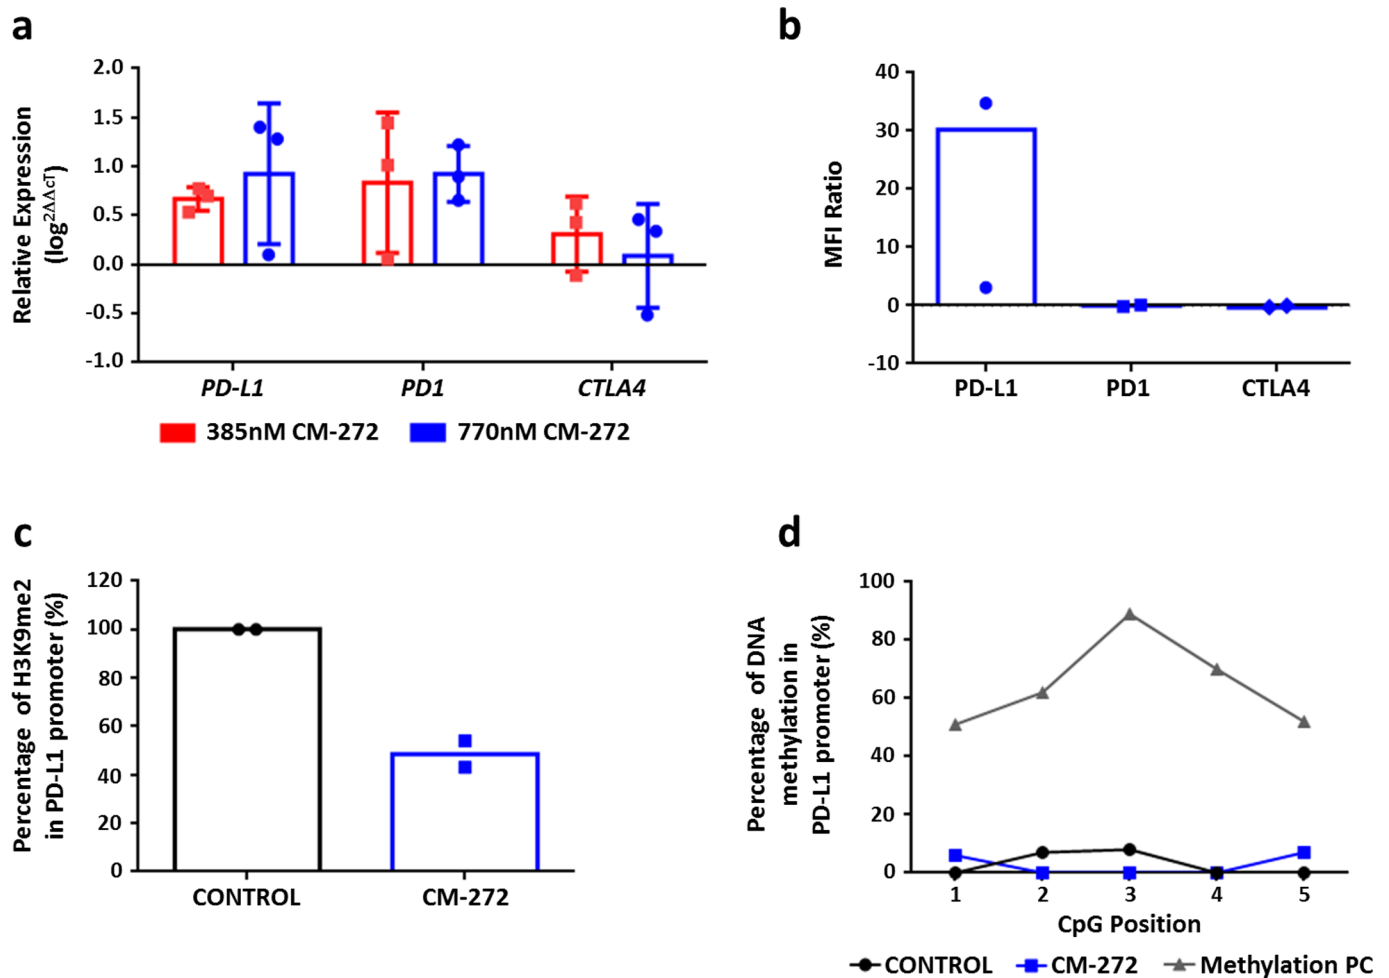 a
Relative Expression
(log2ΔΔcT)
2.0
1.5
1.0
0.5
0.0
-0.5
-1.0
PD-L1 PD1 CTLA4
385nM CM-272 770nM CM-272
b
MFI Ratio
40
30
20
10
0
-10
PD-L1 PD1 CTLA4
c
Percentage of H3K9me2
in PD-L1 promoter (%)
120
100
80
60
40
20
0
CONTROL CM-272
d
Percentage of DNA
methylation in
PD-L1 promoter (%)
100
80
60
40
20
0
1 2 3 4 5
CpG Position
CONTROL CM-272 Methylation PC